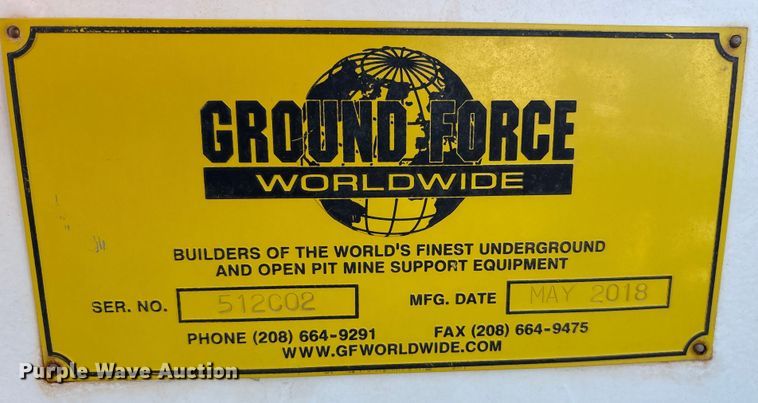 GROUND FORCE
WORLDWIDE
BUILDERS OF THE WORLD'S FINEST UNDERGROUND
AND OPEN PIT MINE SUPPORT EQUIPMENT
SER. NO. 512C02 MFG. DATE MAY 2018
PHONE (208) 664-9291 FAX (208) 664-9475
WWW.GFWORLDWIDE.COM
Purple Wave Auction